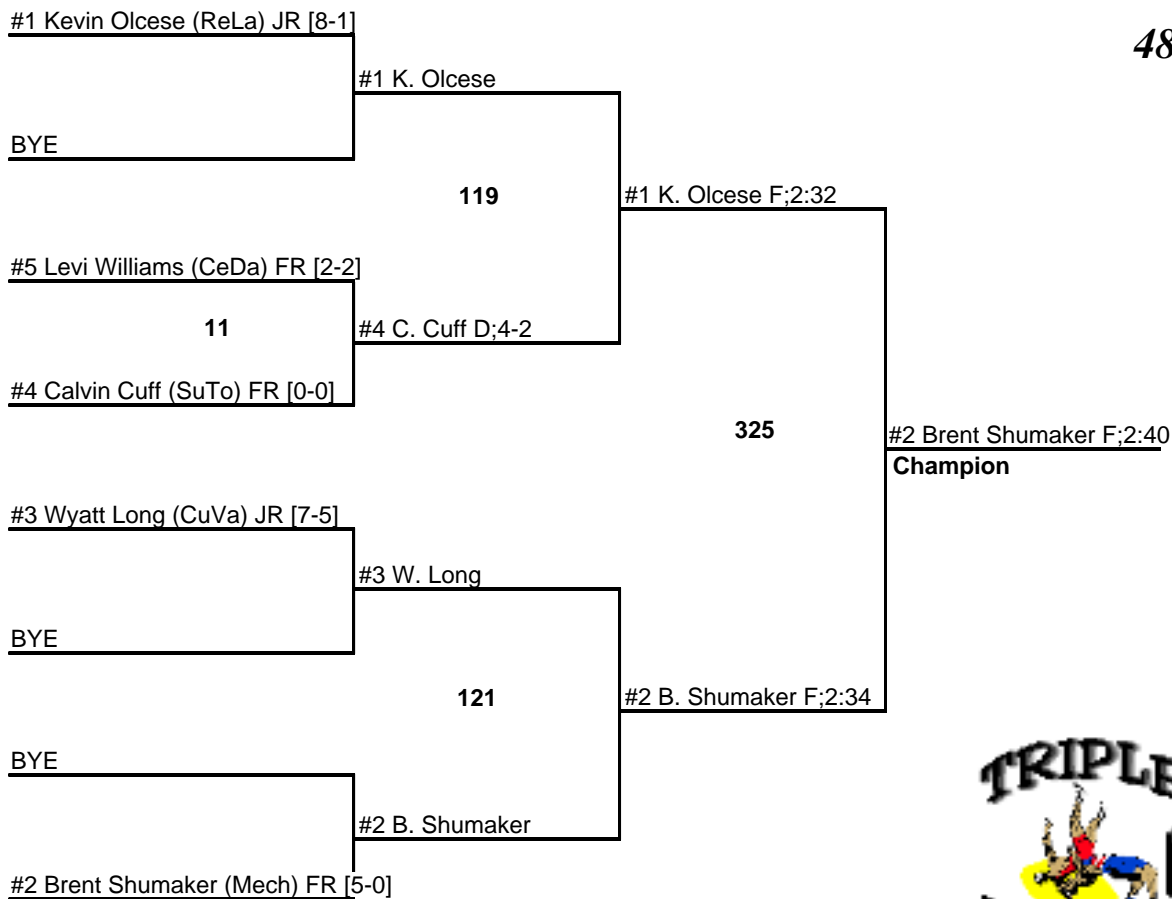 #1 Kevin Olcese (ReLa) JR [8-1]
48
#1 K. Olcese
BYE
119
#1 K. Olcese F;2:32
#5 Levi Williams (CeDa) FR [2-2]
11
#4 C. Cuff D;4-2
#4 Calvin Cuff (SuTo) FR [0-0]
325
#2 Brent Shumaker F;2:40
Champion
#3 Wyatt Long (CuVa) JR [7-5]
#3 W. Long
BYE
121
#2 B. Shumaker F;2:34
BYE
#2 B. Shumaker
#2 Brent Shumaker (Mech) FR [5-0]
TRIPLE